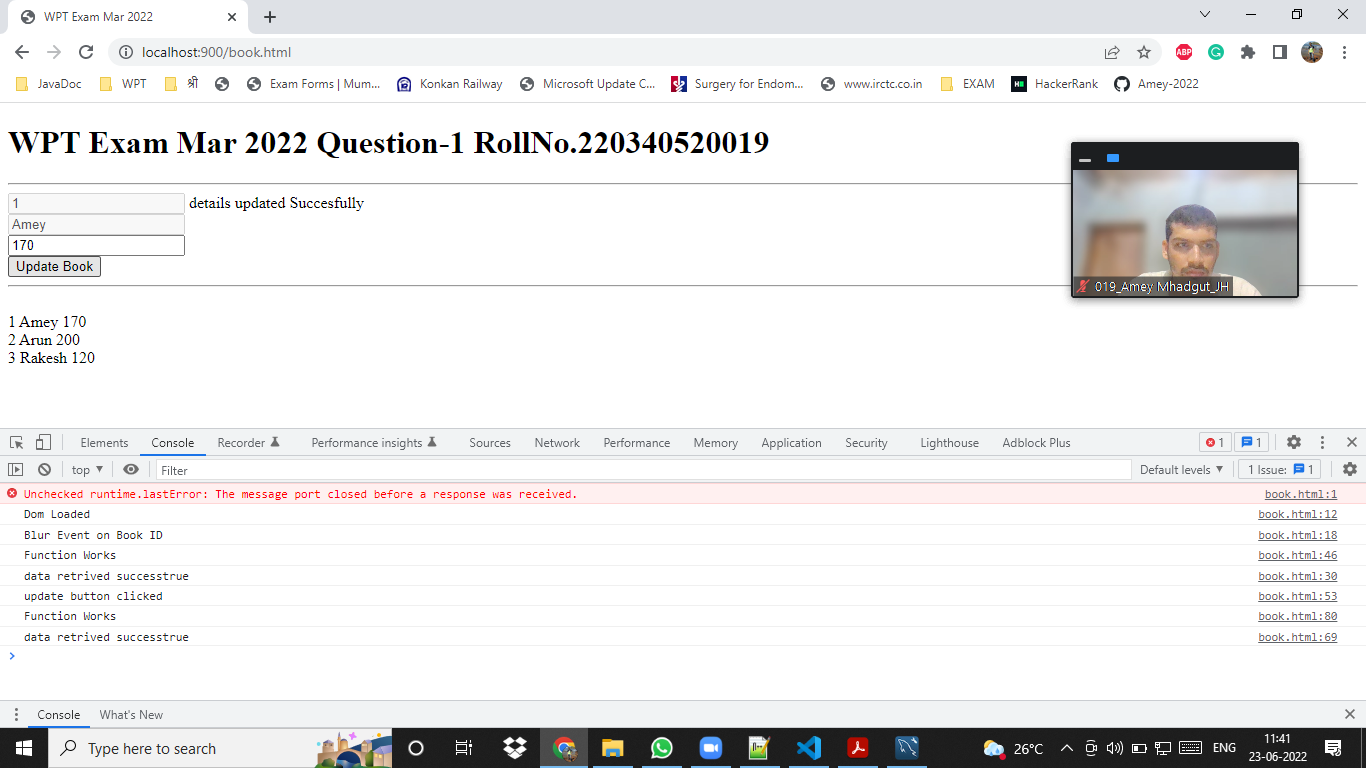 WPT Exam Mar 2022
localhost:900/book.html
ABP
JavaDoc WPT श्री Exam Forms | Mum... Konkan Railway Microsoft Update C... Surgery for Endom... www.irctc.co.in EXAM HackerRank Amey-2022
WPT Exam Mar 2022 Question-1 RollNo.220340520019
1 details updated Succesfully
Amey
170
Update Book
019_Amey Mhadgut_JH
1 Amey 170
2 Arun 200
3 Rakesh 120
Elements Console Recorder Performance insights Sources Network Performance Memory Application Security Lighthouse Adblock Plus 1 1
top Filter Default levels 1 Issue: 1
Unchecked runtime.lastError: The message port closed before a response was received. book.html:1
Dom Loaded book.html:12
Blur Event on Book ID book.html:18
Function Works book.html:46
data retrived successtrue book.html:30
update button clicked book.html:53
Function Works book.html:80
data retrived successtrue book.html:69
Console What's New
Type here to search 26°C ENG 11:41
23-06-2022